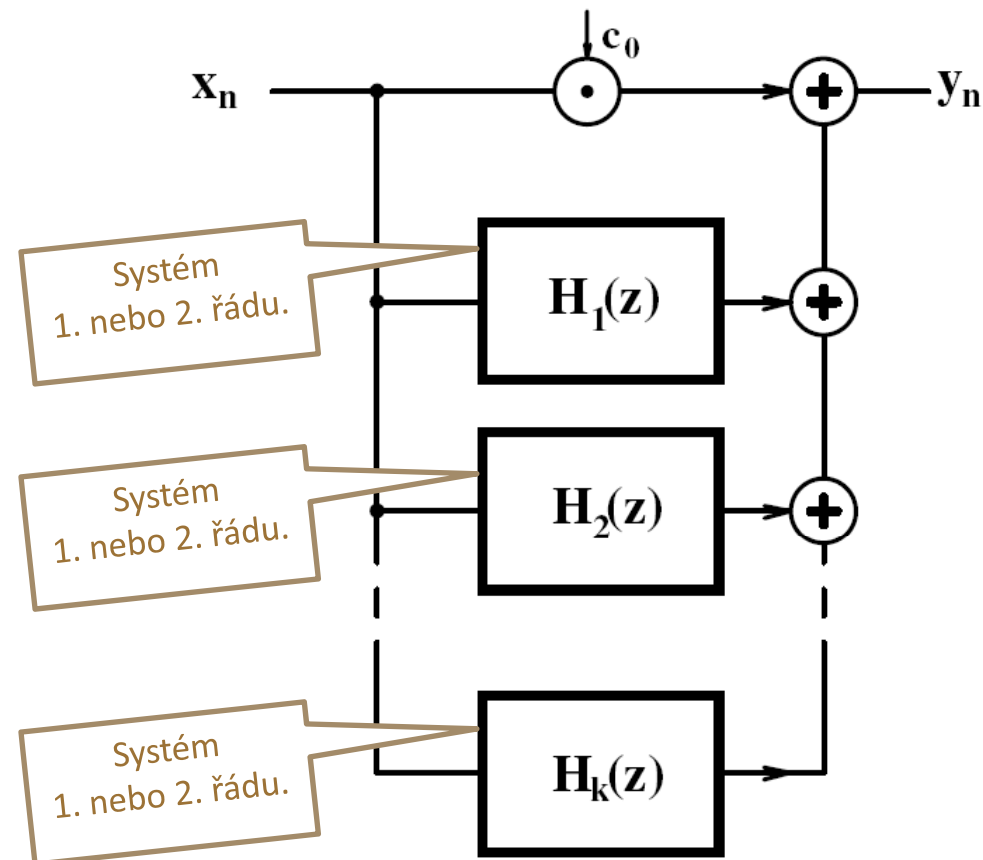 c₀
xₙ yₙ
Systém
1. nebo 2. řádu.
H₁(z)
Systém
1. nebo 2. řádu.
H₂(z)
Systém
1. nebo 2. řádu.
Hₖ(z)